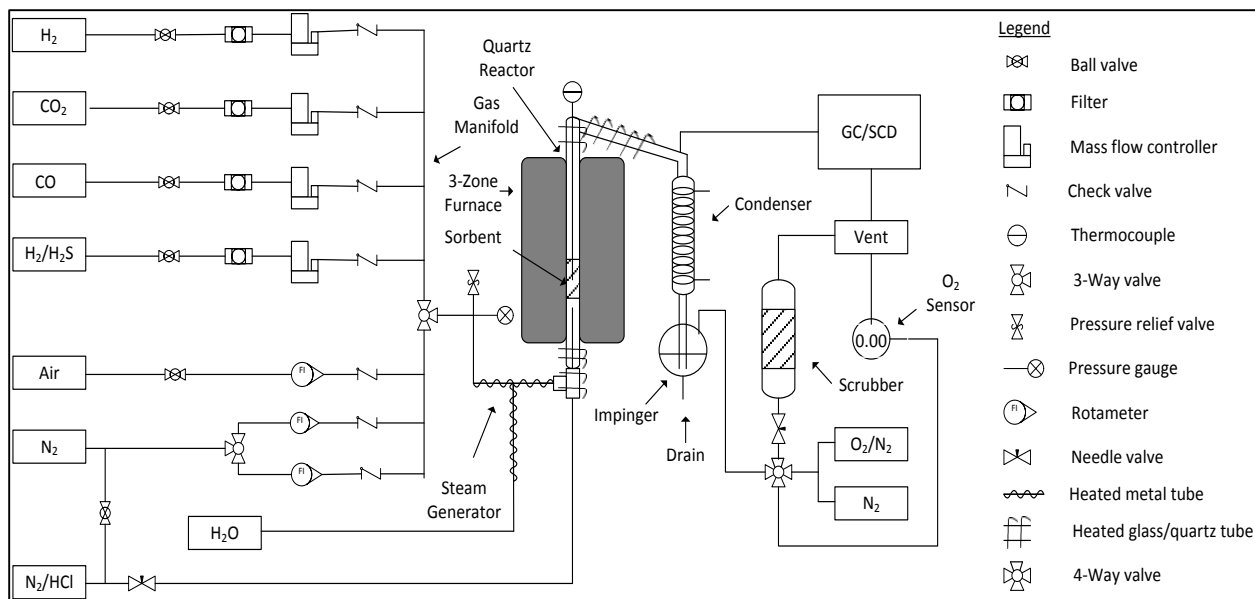 H₂
CO₂
CO
H₂/H₂S
Air
N₂
N₂/HCl
H₂O
FI
FI
FI
Quartz
Reactor
Gas
Manifold
3-Zone
Furnace
Sorbent
Steam
Generator
GC/SCD
Condenser
Vent
O₂
Sensor
0.00
Scrubber
Impinger
Drain
O₂/N₂
N₂
Legend
Ball valve
Filter
Mass flow controller
Check valve
Thermocouple
3-Way valve
Pressure relief valve
Pressure gauge
FI
Rotameter
Needle valve
Heated metal tube
Heated glass/quartz tube
4-Way valve